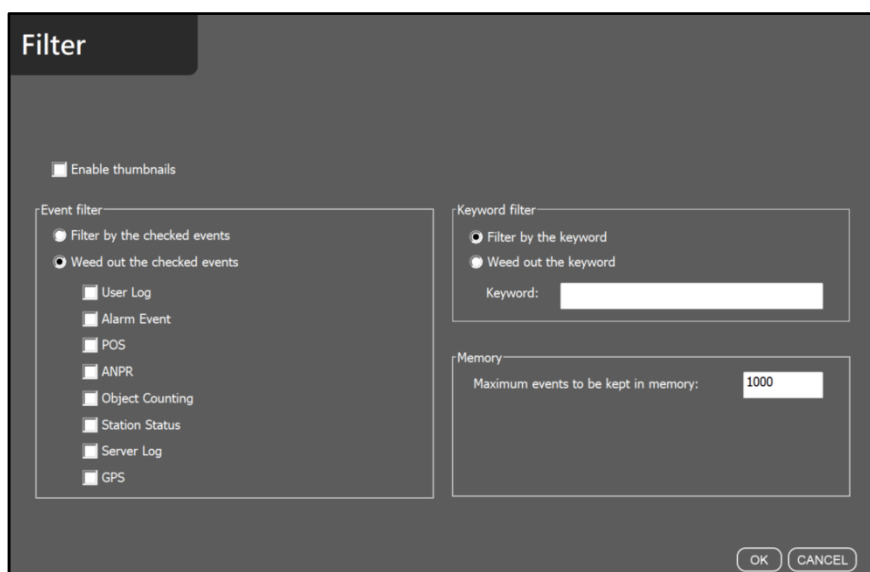 Filter
Enable thumbnails
Event filter
Filter by the checked events
Weed out the checked events
User Log
Alarm Event
POS
ANPR
Object Counting
Station Status
Server Log
GPS
Keyword filter
Filter by the keyword
Weed out the keyword
Keyword:
Memory
Maximum events to be kept in memory: 1000
OK CANCEL